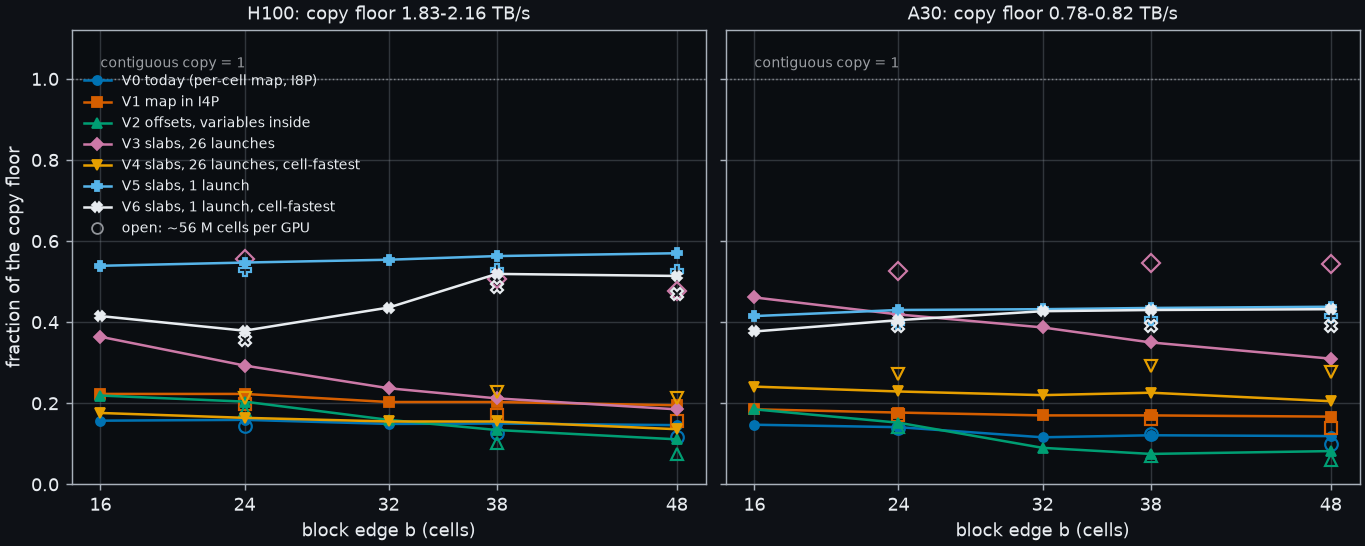 H100: copy floor 1.83-2.16 TB/s
contiguous copy = 1
V0 today (per-cell map, I8P)
V1 map in I4P
V2 offsets, variables inside
V3 slabs, 26 launches
V4 slabs, 26 launches, cell-fastest
V5 slabs, 1 launch
V6 slabs, 1 launch, cell-fastest
open: ~56 M cells per GPU
fraction of the copy floor
1.0
0.8
0.6
0.4
0.2
0.0
16 24 32 38 48
block edge b (cells)
A30: copy floor 0.78-0.82 TB/s
contiguous copy = 1
16 24 32 38 48
block edge b (cells)